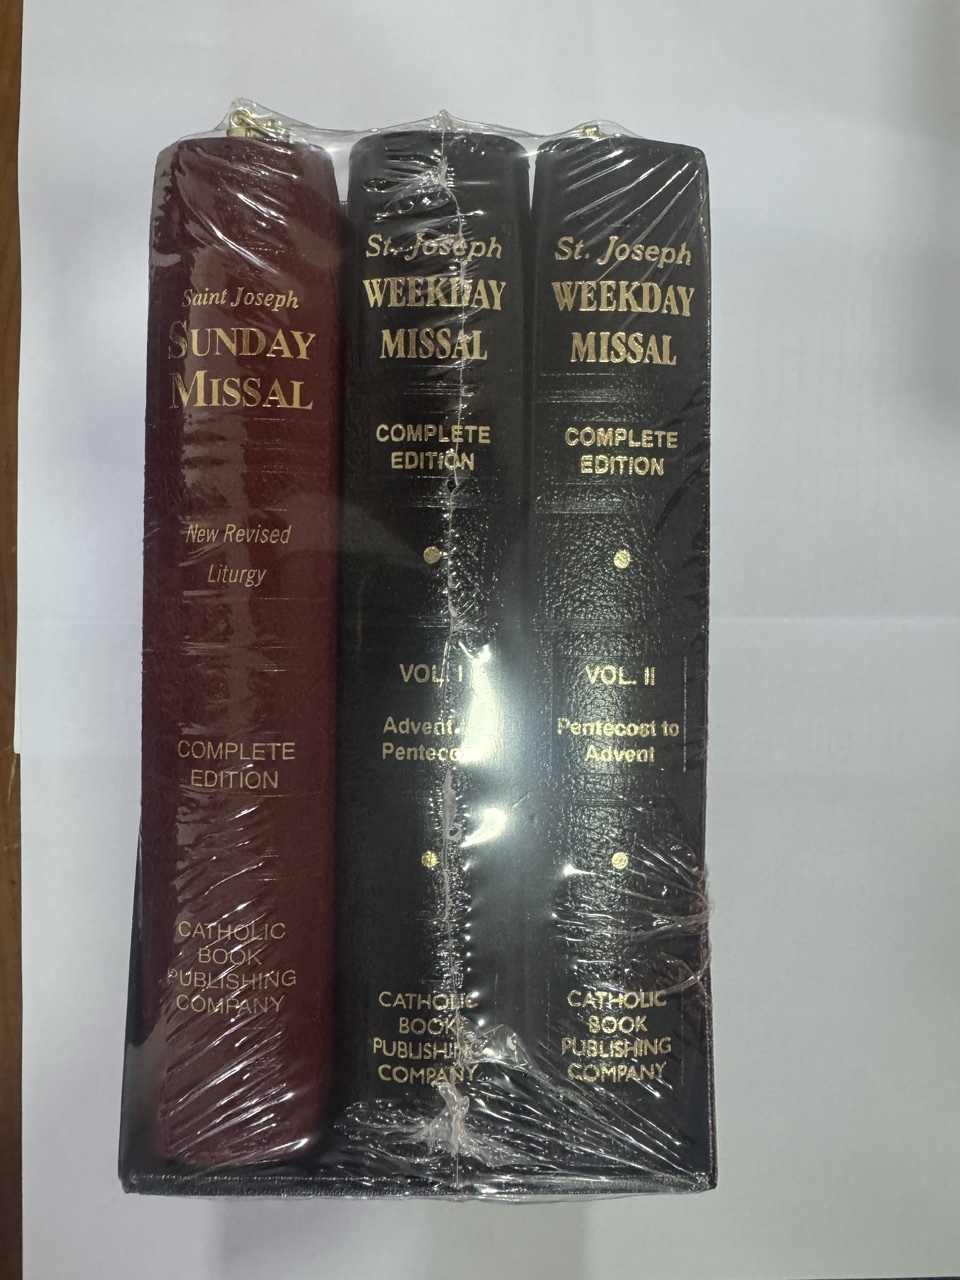 Saint Joseph
SUNDAY
MISSAL
New Revised
Liturgy
COMPLETE
EDITION
CATHOLIC
BOOK
PUBLISHING
COMPANY
St. Joseph
WEEKDAY
MISSAL
COMPLETE
EDITION
VOL. I
Advent
Pentecost
CATHOLIC
BOOK
PUBLISHING
COMPANY
St. Joseph
WEEKDAY
MISSAL
COMPLETE
EDITION
VOL. II
Pentecost to
Advent
CATHOLIC
BOOK
PUBLISHING
COMPANY